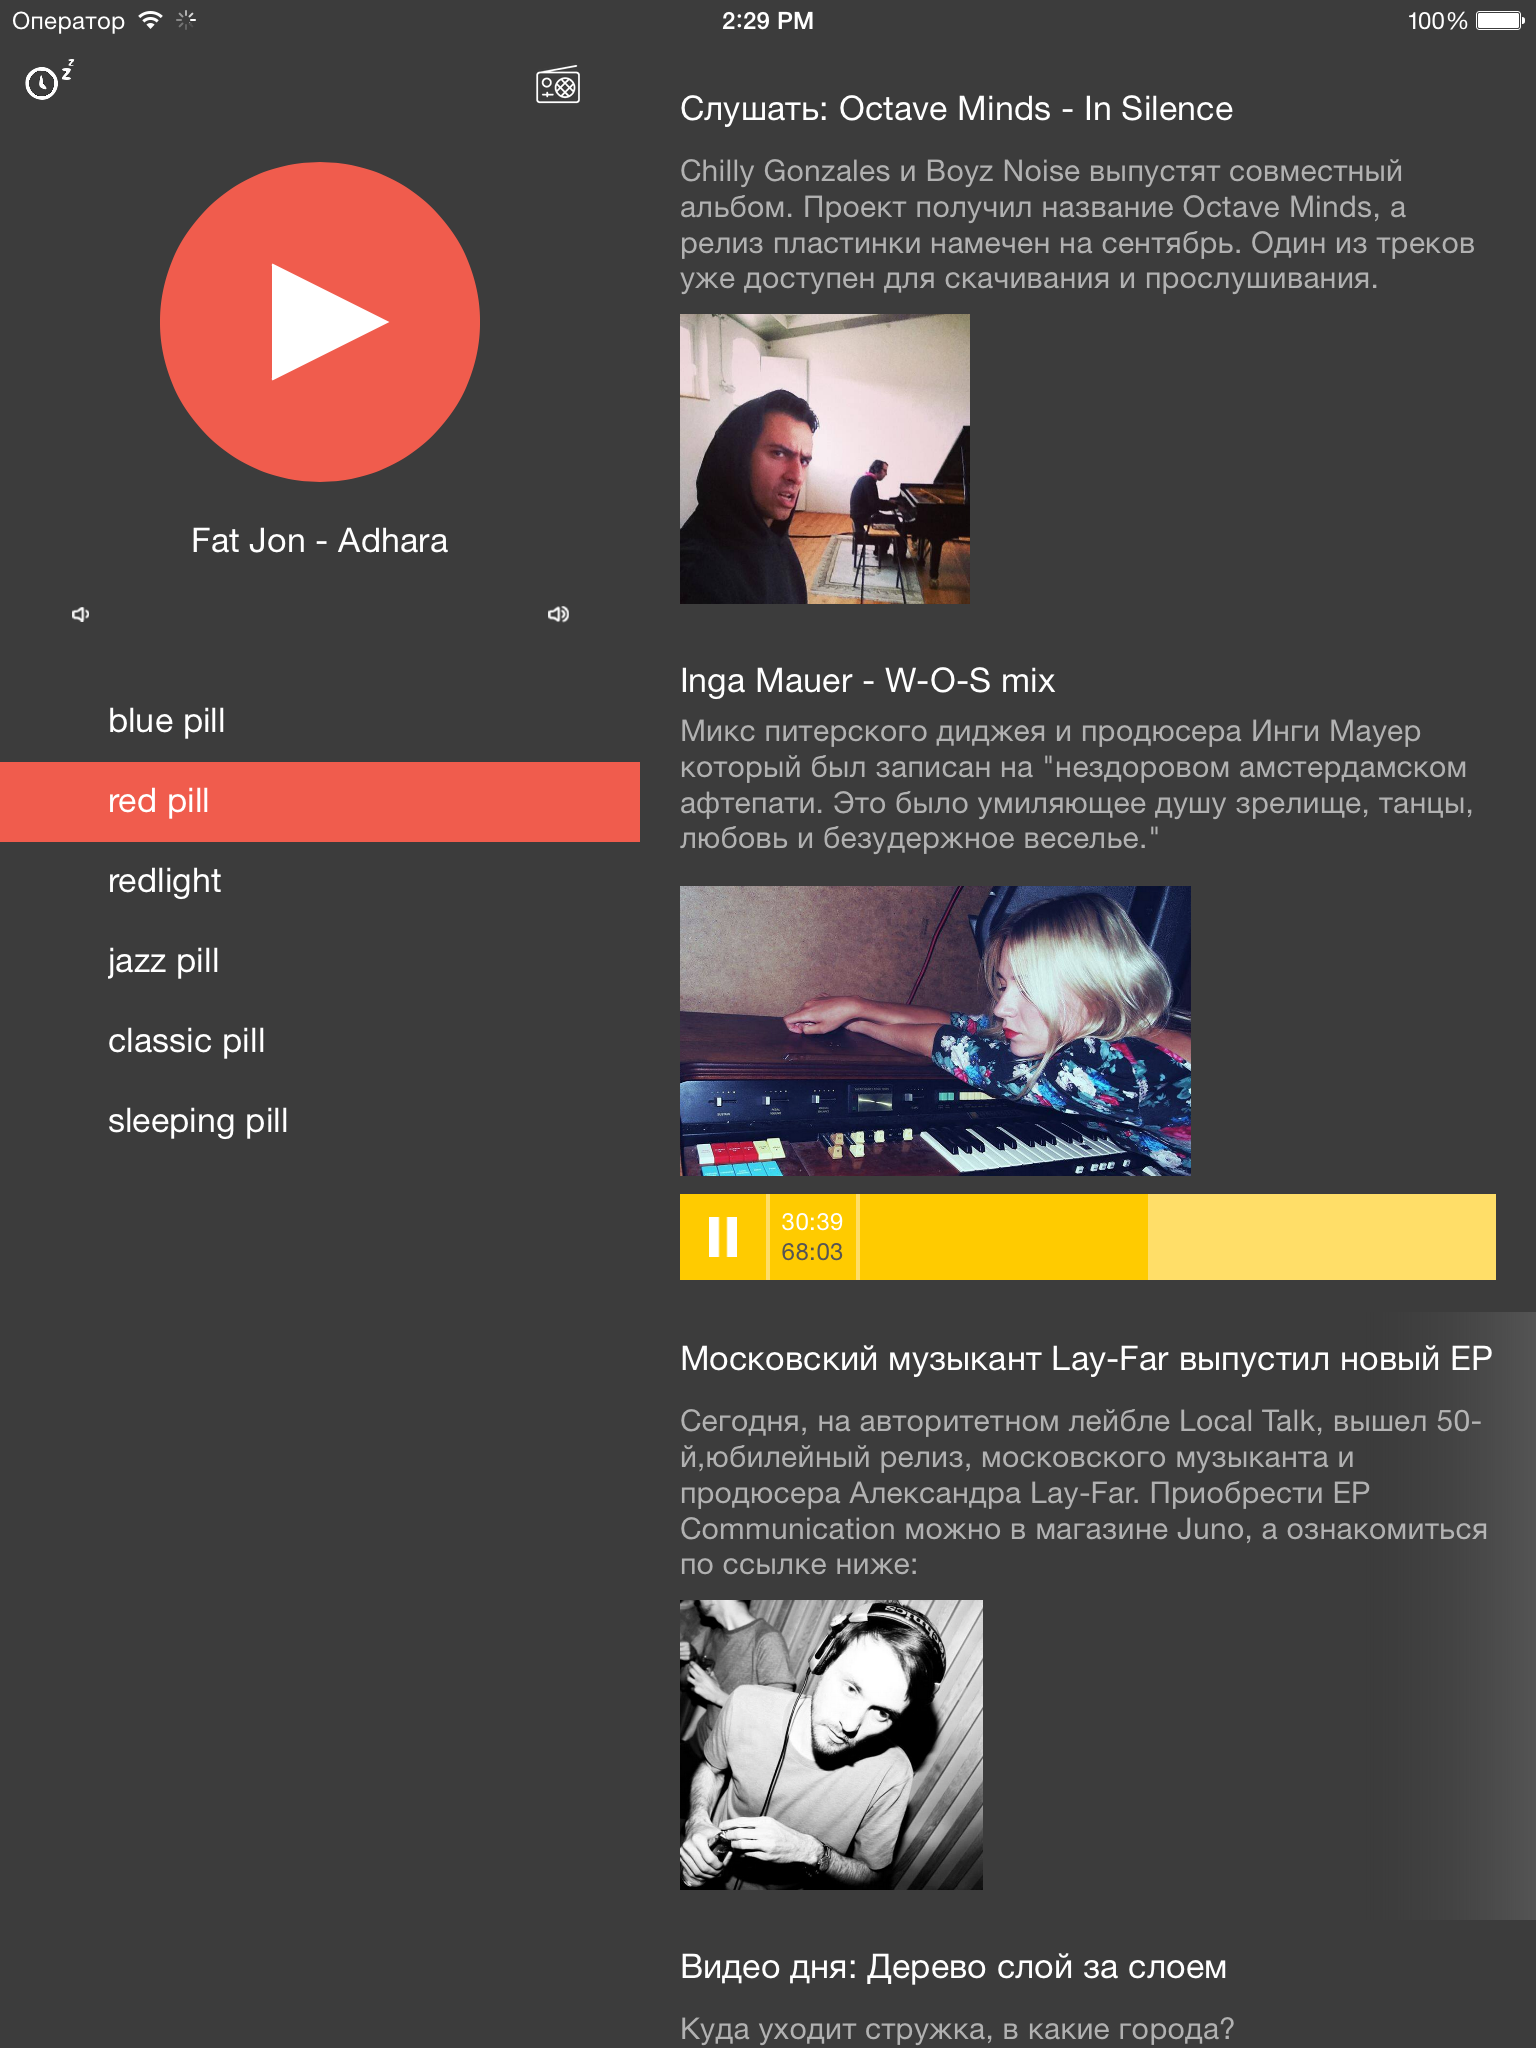 Оператор
2:29 PM
100%
z
z
Fat Jon - Adhara
blue pill
red pill
redlight
jazz pill
classic pill
sleeping pill
Слушать: Octave Minds - In Silence
Chilly Gonzales и Boyz Noise выпустят совместный
альбом. Проект получил название Octave Minds, а
релиз пластинки намечен на сентябрь. Один из треков
уже доступен для скачивания и прослушивания.
Inga Mauer - W-O-S mix
Микс питерского диджея и продюсера Инги Мауер
который был записан на "нездоровом амстердамском
афтепати. Это было умиляющее душу зрелище, танцы,
любовь и безудержное веселье."
30:39
68:03
Московский музыкант Lay-Far выпустил новый EP
Сегодня, на авторитетном лейбле Local Talk, вышел 50-
й,юбилейный релиз, московского музыканта и
продюсера Александра Lay-Far. Приобрести EP
Communication можно в магазине Juno, а ознакомиться
по ссылке ниже:
Видео дня: Дерево слой за слоем
Куда уходит стружка, в какие города?